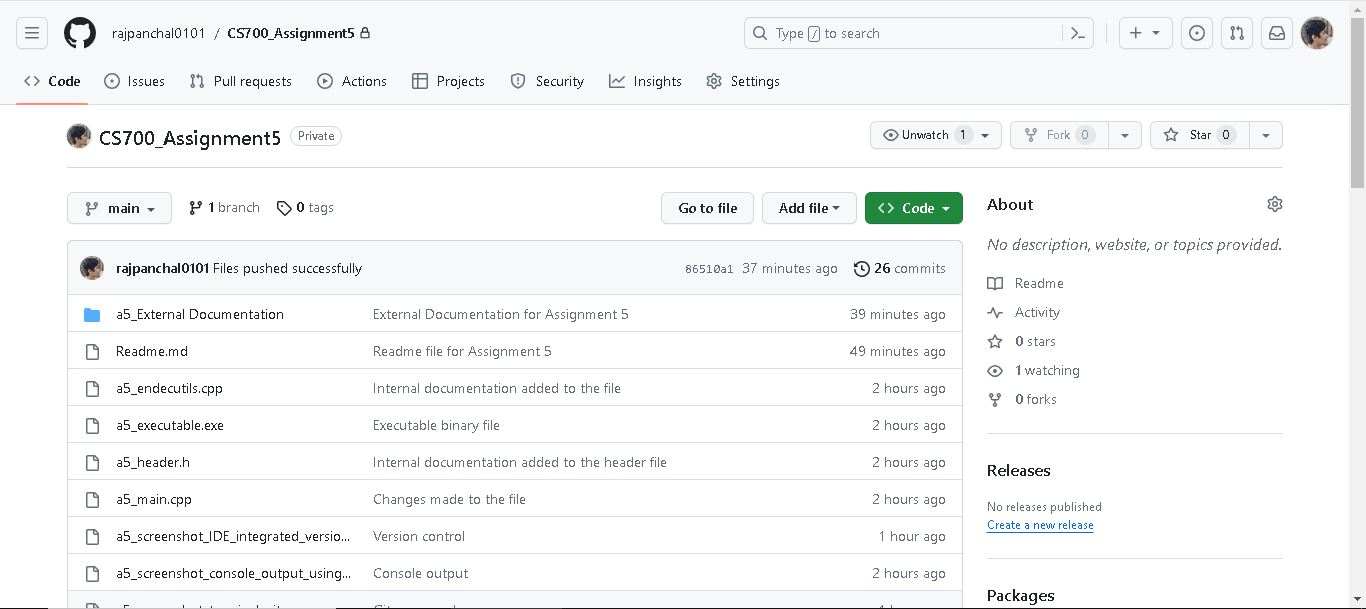 rajpanchal0101 / CS700_Assignment5
Type / to search
Code Issues Pull requests Actions Projects Security Insights Settings
CS700_Assignment5 Private
Unwatch 1 Fork 0 Star 0
main 1 branch 0 tags
Go to file Add file Code
rajpanchal0101 Files pushed successfully 86510a1 37 minutes ago 26 commits
a5_External Documentation External Documentation for Assignment 5 39 minutes ago
Readme.md Readme file for Assignment 5 49 minutes ago
a5_endecutils.cpp Internal documentation added to the file 2 hours ago
a5_executable.exe Executable binary file 2 hours ago
a5_header.h Internal documentation added to the header file 2 hours ago
a5_main.cpp Changes made to the file 2 hours ago
a5_screenshot_IDE_integrated_versio... Version control 1 hour ago
a5_screenshot_console_output_using... Console output 2 hours ago
About
No description, website, or topics provided.
Readme
Activity
0 stars
1 watching
0 forks
Releases
No releases published
Create a new release
Packages